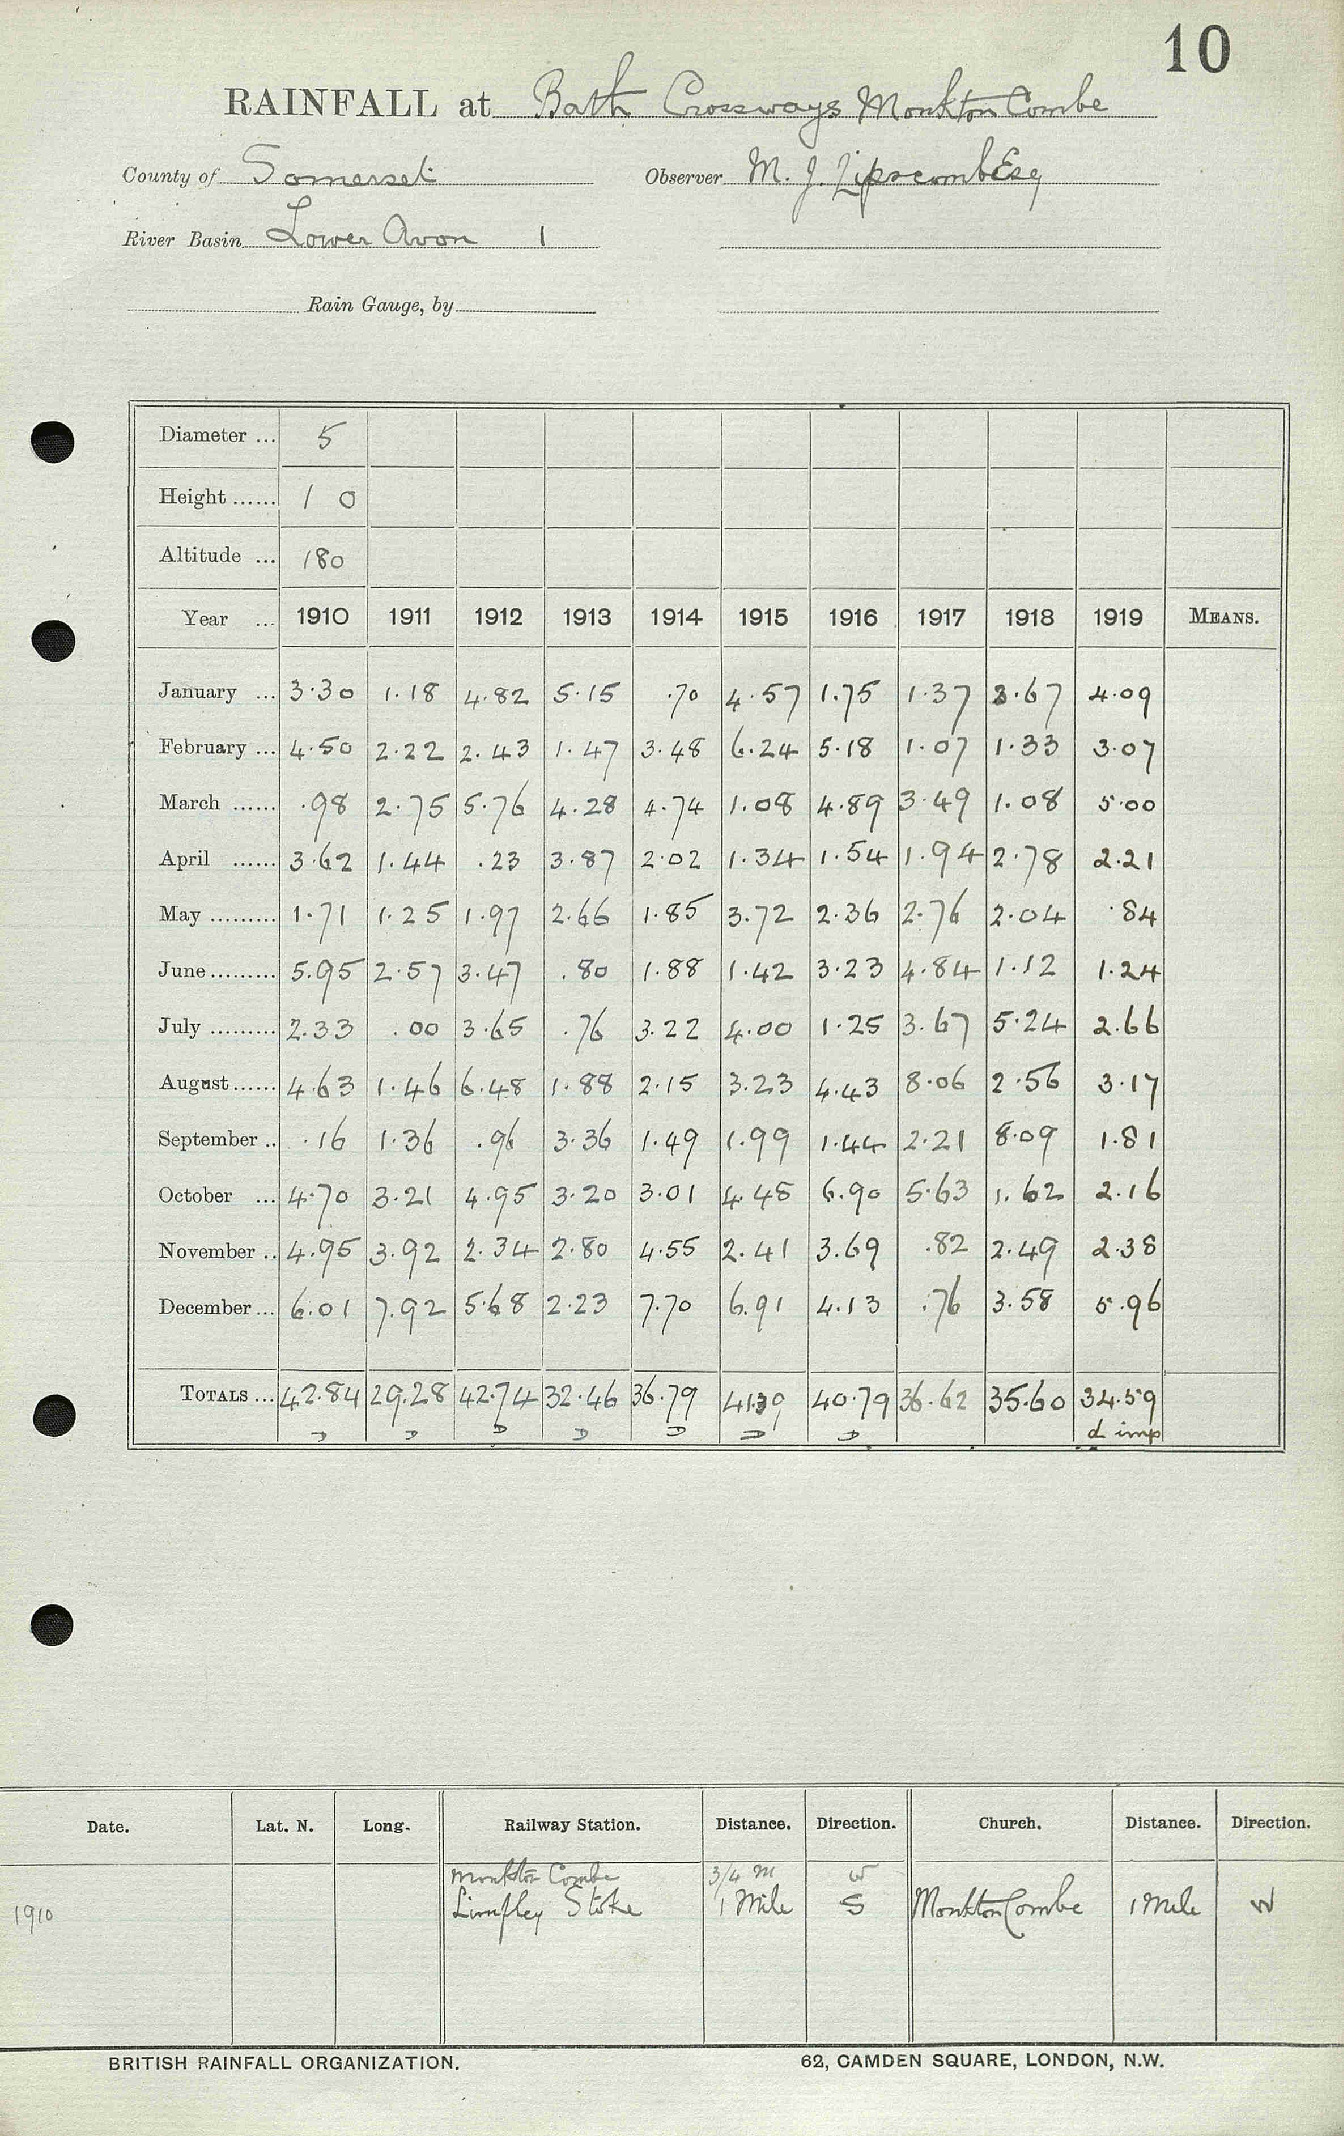 10
RAINFALL at Bath Crossways Monkton Combe
County of Somerset Observer M. J. Lipscomb Esq
River Basin Lower Avon 1
Rain Gauge, by
Diameter ... 5
Height ...... 1 0
Altitude ... 180
Year ... 1910 1911 1912 1913 1914 1915 1916 1917 1918 1919 MEANS.
January ... 3.30 1.18 4.82 5.15 .70 4.57 1.75 1.37 3.67 4.09
February ... 4.50 2.22 2.43 1.47 3.48 6.24 5.18 1.07 1.33 3.07
March ...... .98 2.75 5.76 4.28 4.74 1.08 4.89 3.49 1.08 5.00
April ...... 3.62 1.44 .23 3.87 2.02 1.34 1.54 1.94 2.78 2.21
May ......... 1.71 1.25 1.97 2.66 1.85 3.72 2.36 2.76 2.04 .84
June ......... 5.95 2.57 3.47 .80 1.88 1.42 3.23 4.84 1.12 1.24
July ......... 2.33 .00 3.65 .76 3.22 4.00 1.25 3.67 5.24 2.66
August ...... 4.63 1.46 6.48 1.88 2.15 3.23 4.43 8.06 2.56 3.17
September .. .16 1.36 .96 3.36 1.49 1.99 1.44 2.21 8.09 1.81
October ... 4.70 3.21 4.95 3.20 3.01 4.48 6.90 5.63 1.62 2.16
November .. 4.95 3.92 2.34 2.80 4.55 2.41 3.69 .82 2.49 2.38
December ... 6.01 7.92 5.68 2.23 7.70 6.91 4.13 .76 3.58 5.96
TOTALS ... 42.84 29.28 42.74 32.46 36.79 41.39 40.79 36.62 35.60 34.59
D D D D D D D d imp
Date. Lat. N. Long. Railway Station. Distance. Direction. Church. Distance. Direction.
Monkton Combe 3/4 M W
1910 Limpley Stoke 1 Mile S Monkton Combe 1 Mile W
BRITISH RAINFALL ORGANIZATION. 62, CAMDEN SQUARE, LONDON, N.W.